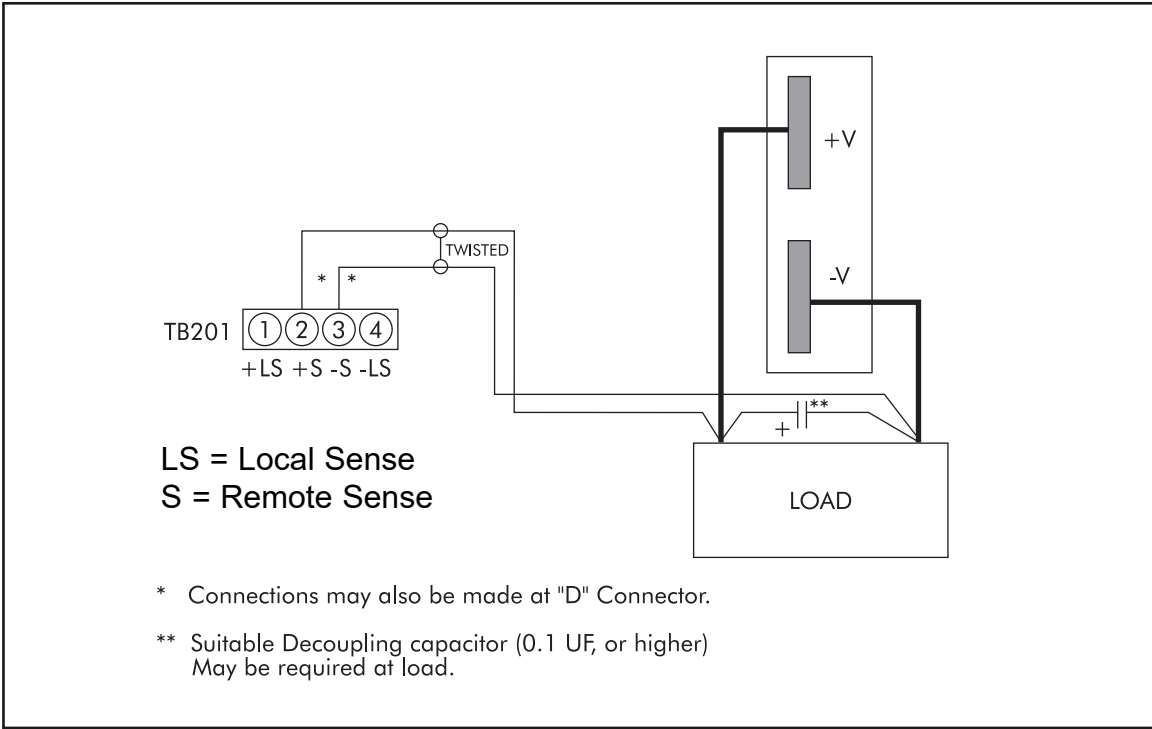 +V
-V
TWISTED
* *
TB201 1 2 3 4
+LS +S -S -LS
**
+
LS = Local Sense
S = Remote Sense
LOAD
* Connections may also be made at "D" Connector.
** Suitable Decoupling capacitor (0.1 UF, or higher)
May be required at load.